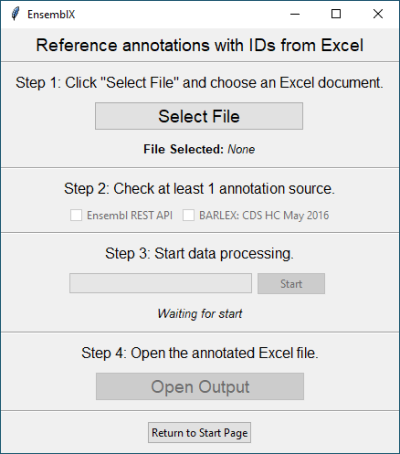 EnsemblX
Reference annotations with IDs from Excel
Step 1: Click "Select File" and choose an Excel document.
Select File
File Selected: None
Step 2: Check at least 1 annotation source.
Ensembl REST API BARLEX: CDS HC May 2016
Step 3: Start data processing.
Start
Waiting for start
Step 4: Open the annotated Excel file.
Open Output
Return to Start Page